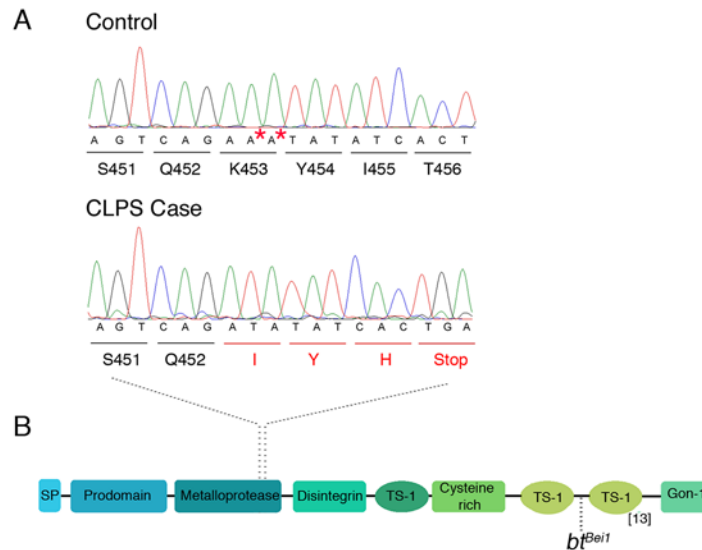 A
Control
A G T C A G A A * A * T A T A T C A C T
S451 Q452 K453 Y454 I455 T456
CLPS Case
A G T C A G A T A T A T C A C T G A
S451 Q452 I Y H Stop
B
SP Prodomain Metalloprotease Disintegrin TS-1 Cysteine rich TS-1 TS-1 Gon-1
[13]
bt^Bei1